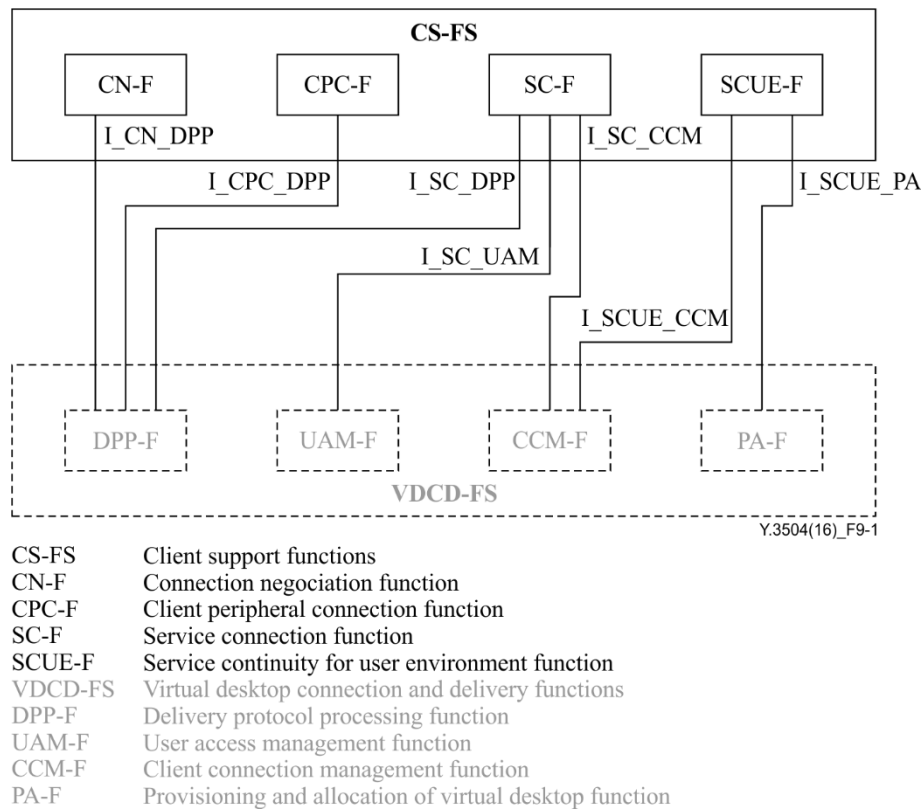 CS-FS
CN-F CPC-F SC-F SCUE-F
I_CN_DPP I_SC_CCM
I_CPC_DPP I_SC_DPP I_SCUE_PA
I_SC_UAM
I_SCUE_CCM
DPP-F UAM-F CCM-F PA-F
VDCD-FS
Y.3504(16)_F9-1
CS-FS Client support functions
CN-F Connection negociation function
CPC-F Client peripheral connection function
SC-F Service connection function
SCUE-F Service continuity for user environment function
VDCD-FS Virtual desktop connection and delivery functions
DPP-F Delivery protocol processing function
UAM-F User access management function
CCM-F Client connection management function
PA-F Provisioning and allocation of virtual desktop function